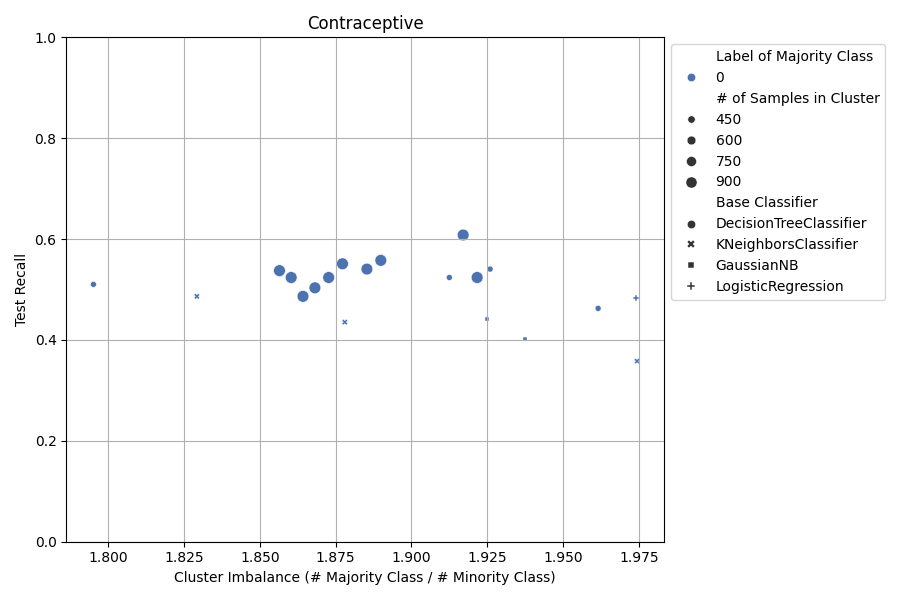 Contraceptive
1.0
0.8
0.6
0.4
0.2
0.0
Test Recall
1.800
1.825
1.850
1.875
1.900
1.925
1.950
1.975
Cluster Imbalance (# Majority Class / # Minority Class)
Label of Majority Class
0
# of Samples in Cluster
450
600
750
900
Base Classifier
DecisionTreeClassifier
KNeighborsClassifier
GaussianNB
LogisticRegression